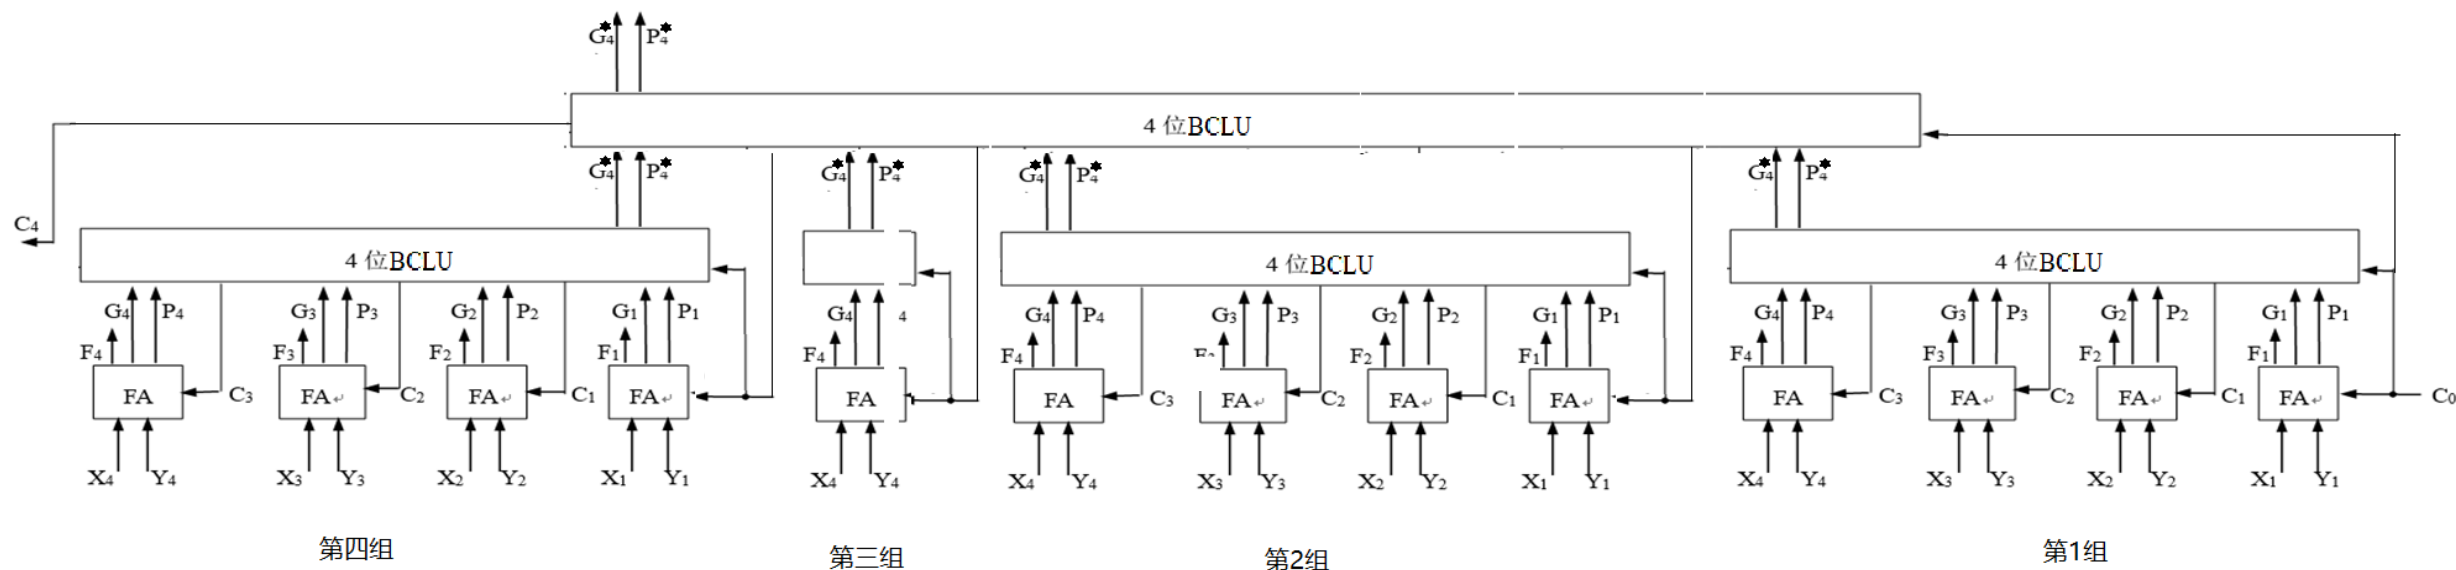 G4* P4*
4 位BCLU
G4* P4* G4* P4* G4* P4* G4* P4*
C4
4 位BCLU 4 位BCLU 4 位BCLU
G4 P4 G3 P3 G2 P2 G1 P1 G4 4 G4 P4 G3 P3 G2 P2 G1 P1 G4 P4 G3 P3 G2 P2 G1 P1
F4 F3 F2 F1 F4 F4 F2 F1 F4 F3 F2 F1
FA C3 FA C2 FA C1 FA FA FA C3 FA C2 FA C1 FA FA C3 FA C2 FA C1 FA C0
X4 Y4 X3 Y3 X2 Y2 X1 Y1 X4 Y4 X4 Y4 X3 Y3 X2 Y2 X1 Y1 X4 Y4 X3 Y3 X2 Y2 X1 Y1
第四组 第三组 第2组 第1组